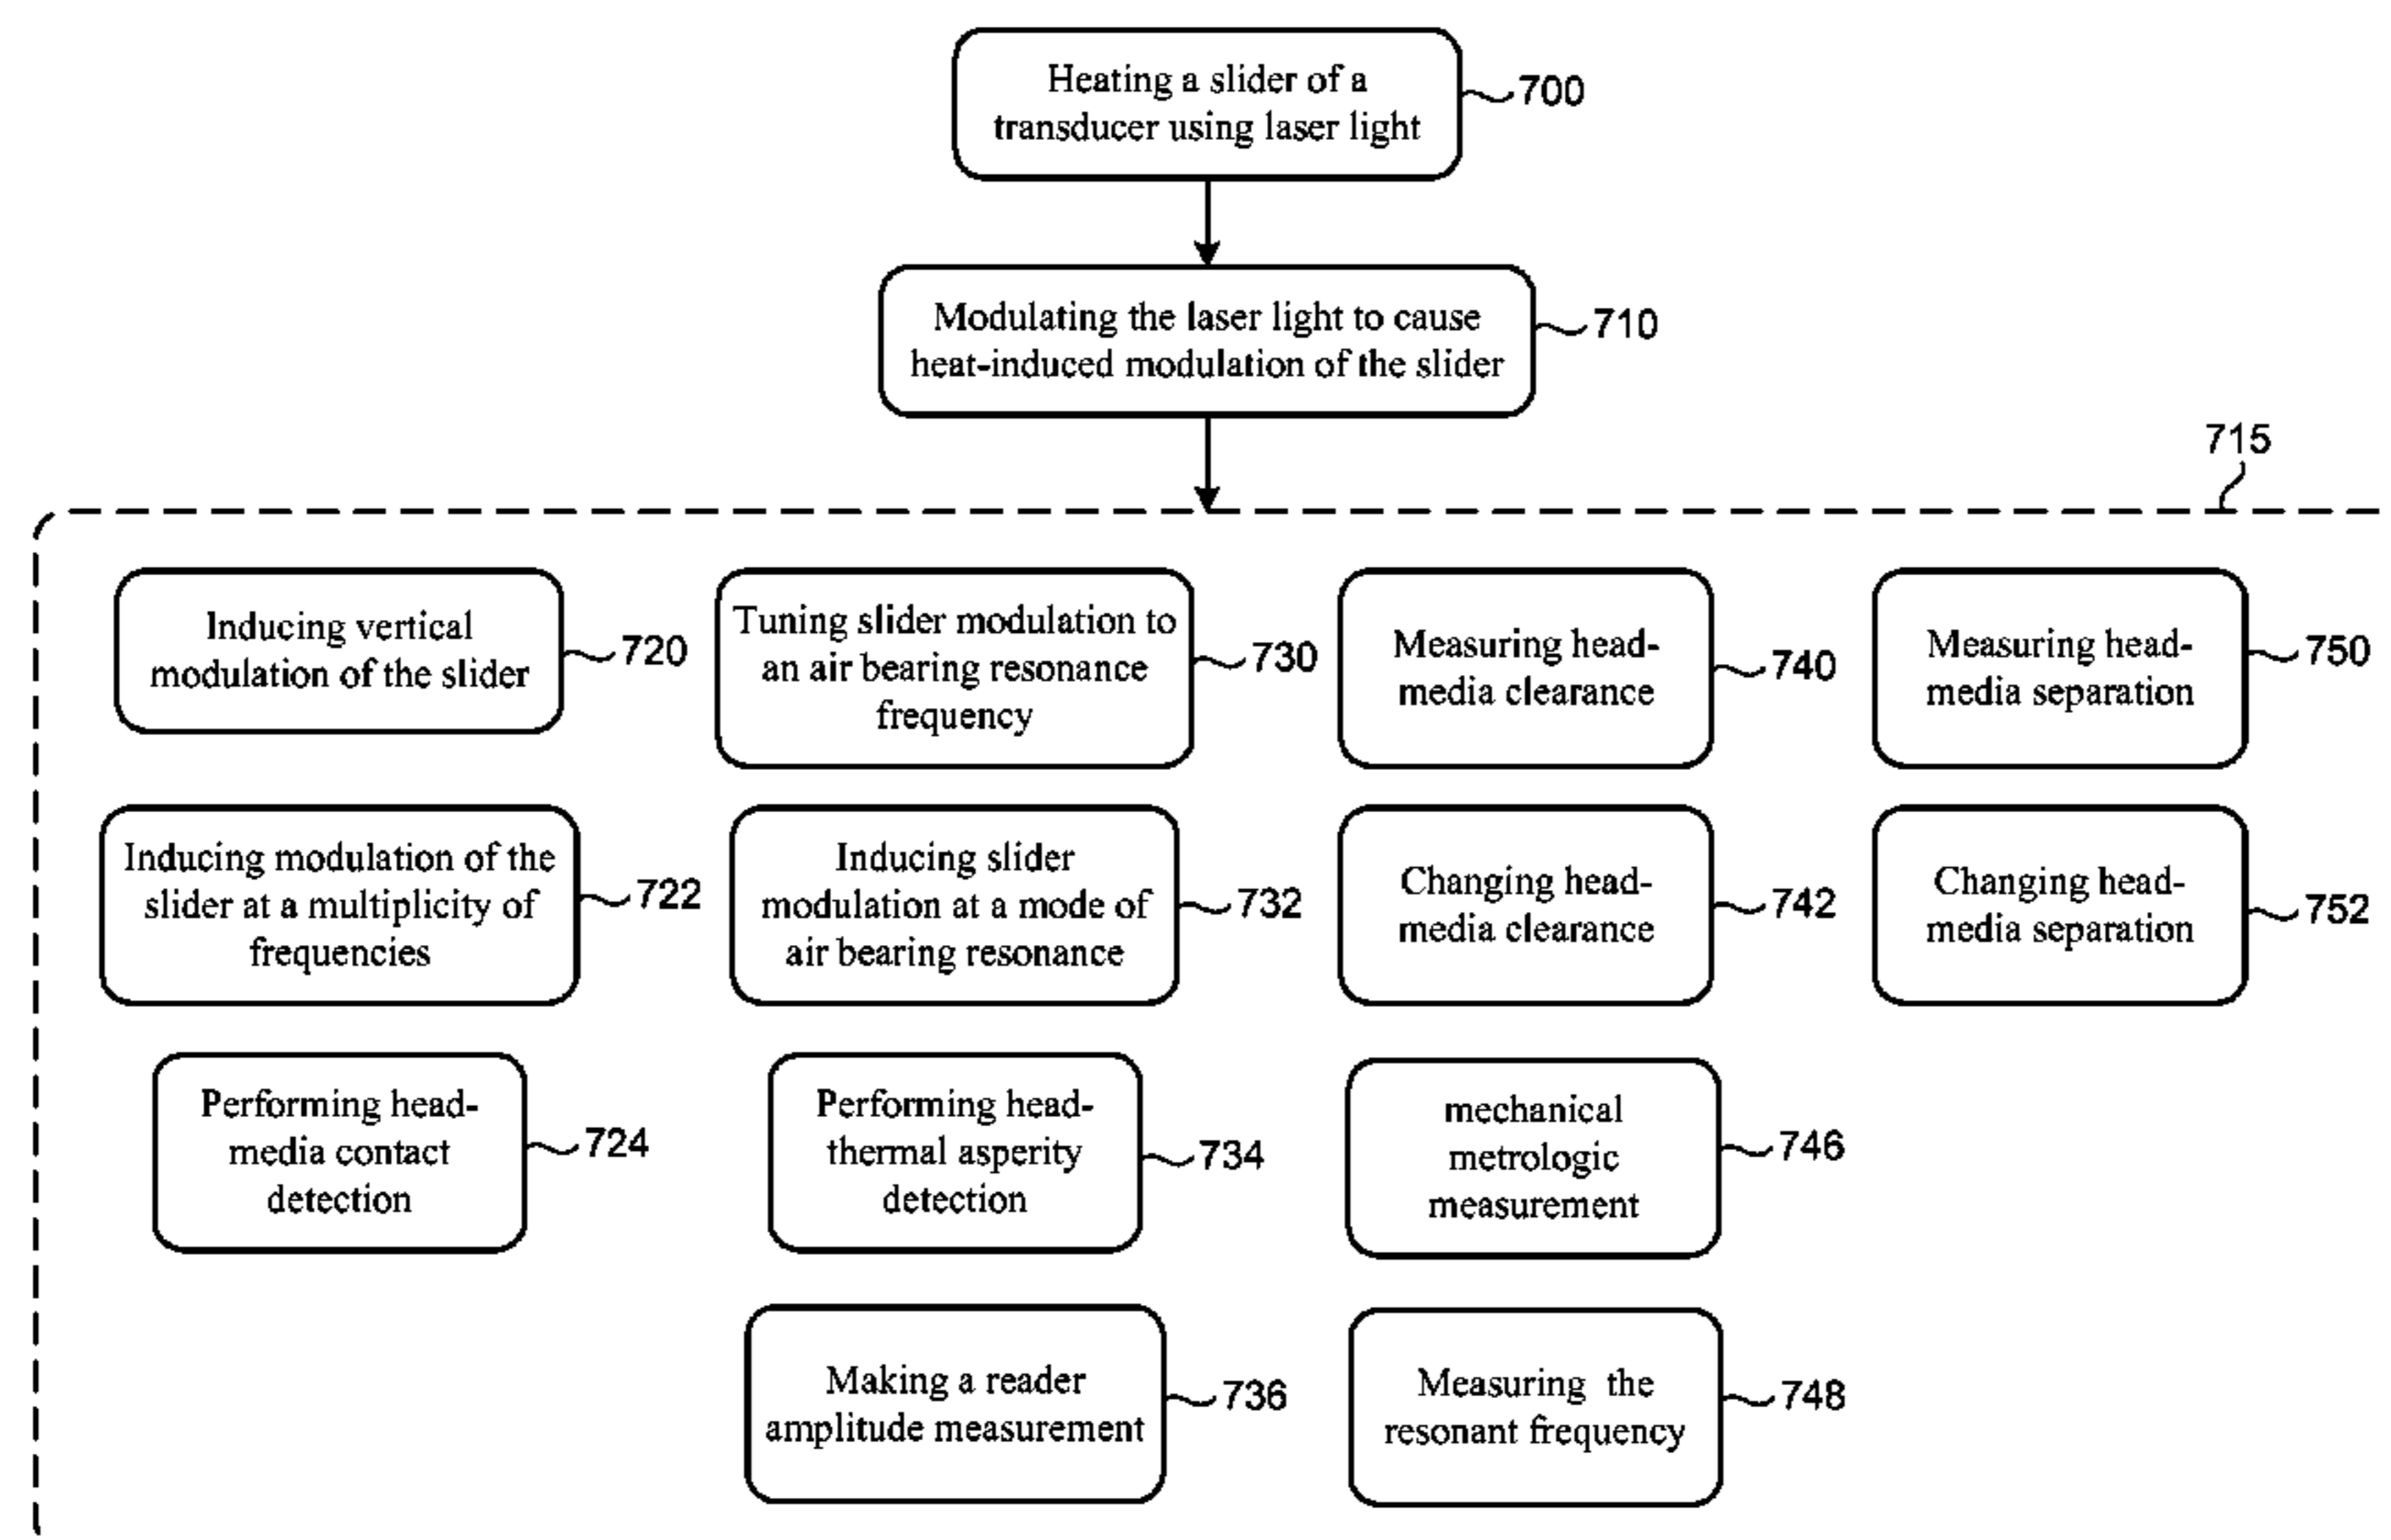 Heating a slider of a
transducer using laser light
700
Modulating the laser light to cause
heat-induced modulation of the slider
710
715
Inducing vertical
modulation of the slider
720
Tuning slider modulation to
an air bearing resonance
frequency
730
Measuring head-
media clearance
740
Measuring head-
media separation
750
Inducing modulation of the
slider at a multiplicity of
frequencies
722
Inducing slider
modulation at a mode of
air bearing resonance
732
Changing head-
media clearance
742
Changing head-
media separation
752
Performing head-
media contact
detection
724
Performing head-
thermal asperity
detection
734
mechanical
metrologic
measurement
746
Making a reader
amplitude measurement
736
Measuring the
resonant frequency
748